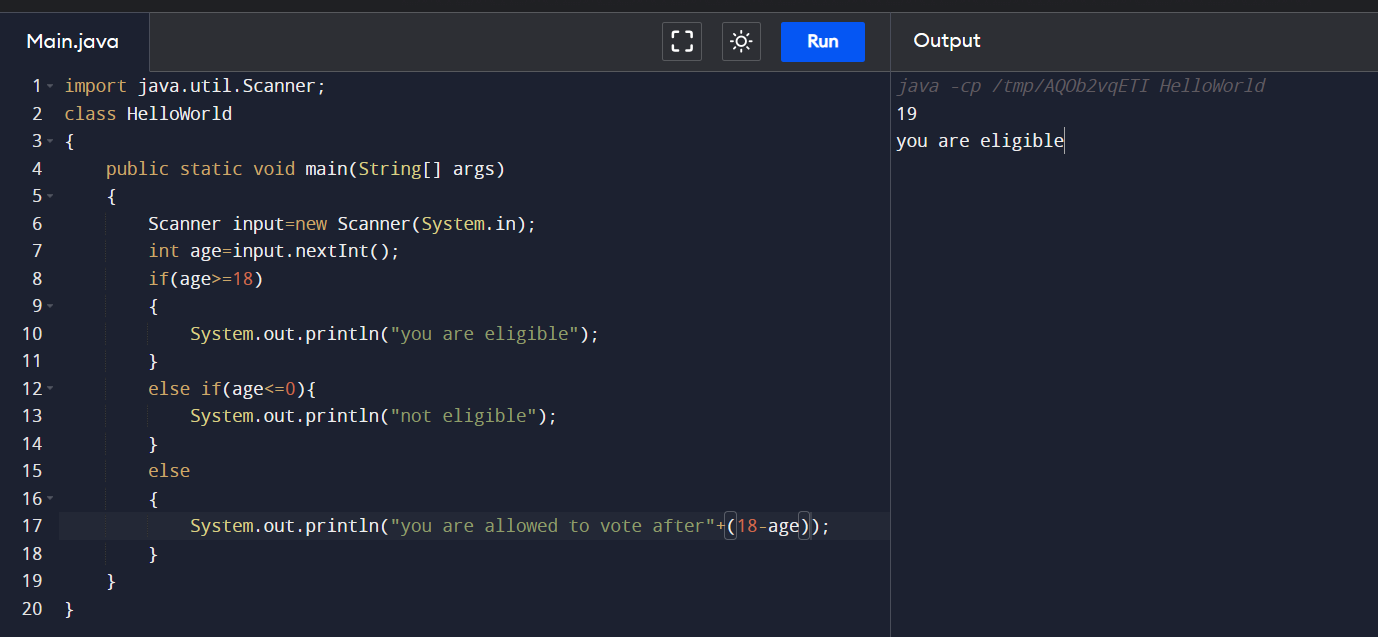 Main.java
Run
Output
1 import java.util.Scanner;
2 class HelloWorld
3 {
4     public static void main(String[] args)
5     {
6         Scanner input=new Scanner(System.in);
7         int age=input.nextInt();
8         if(age>=18)
9         {
10             System.out.println("you are eligible");
11         }
12         else if(age<=0){
13             System.out.println("not eligible");
14         }
15         else
16         {
17             System.out.println("you are allowed to vote after"+(18-age));
18         }
19     }
20 }
java -cp /tmp/AQOb2vqETI HelloWorld
19
you are eligible